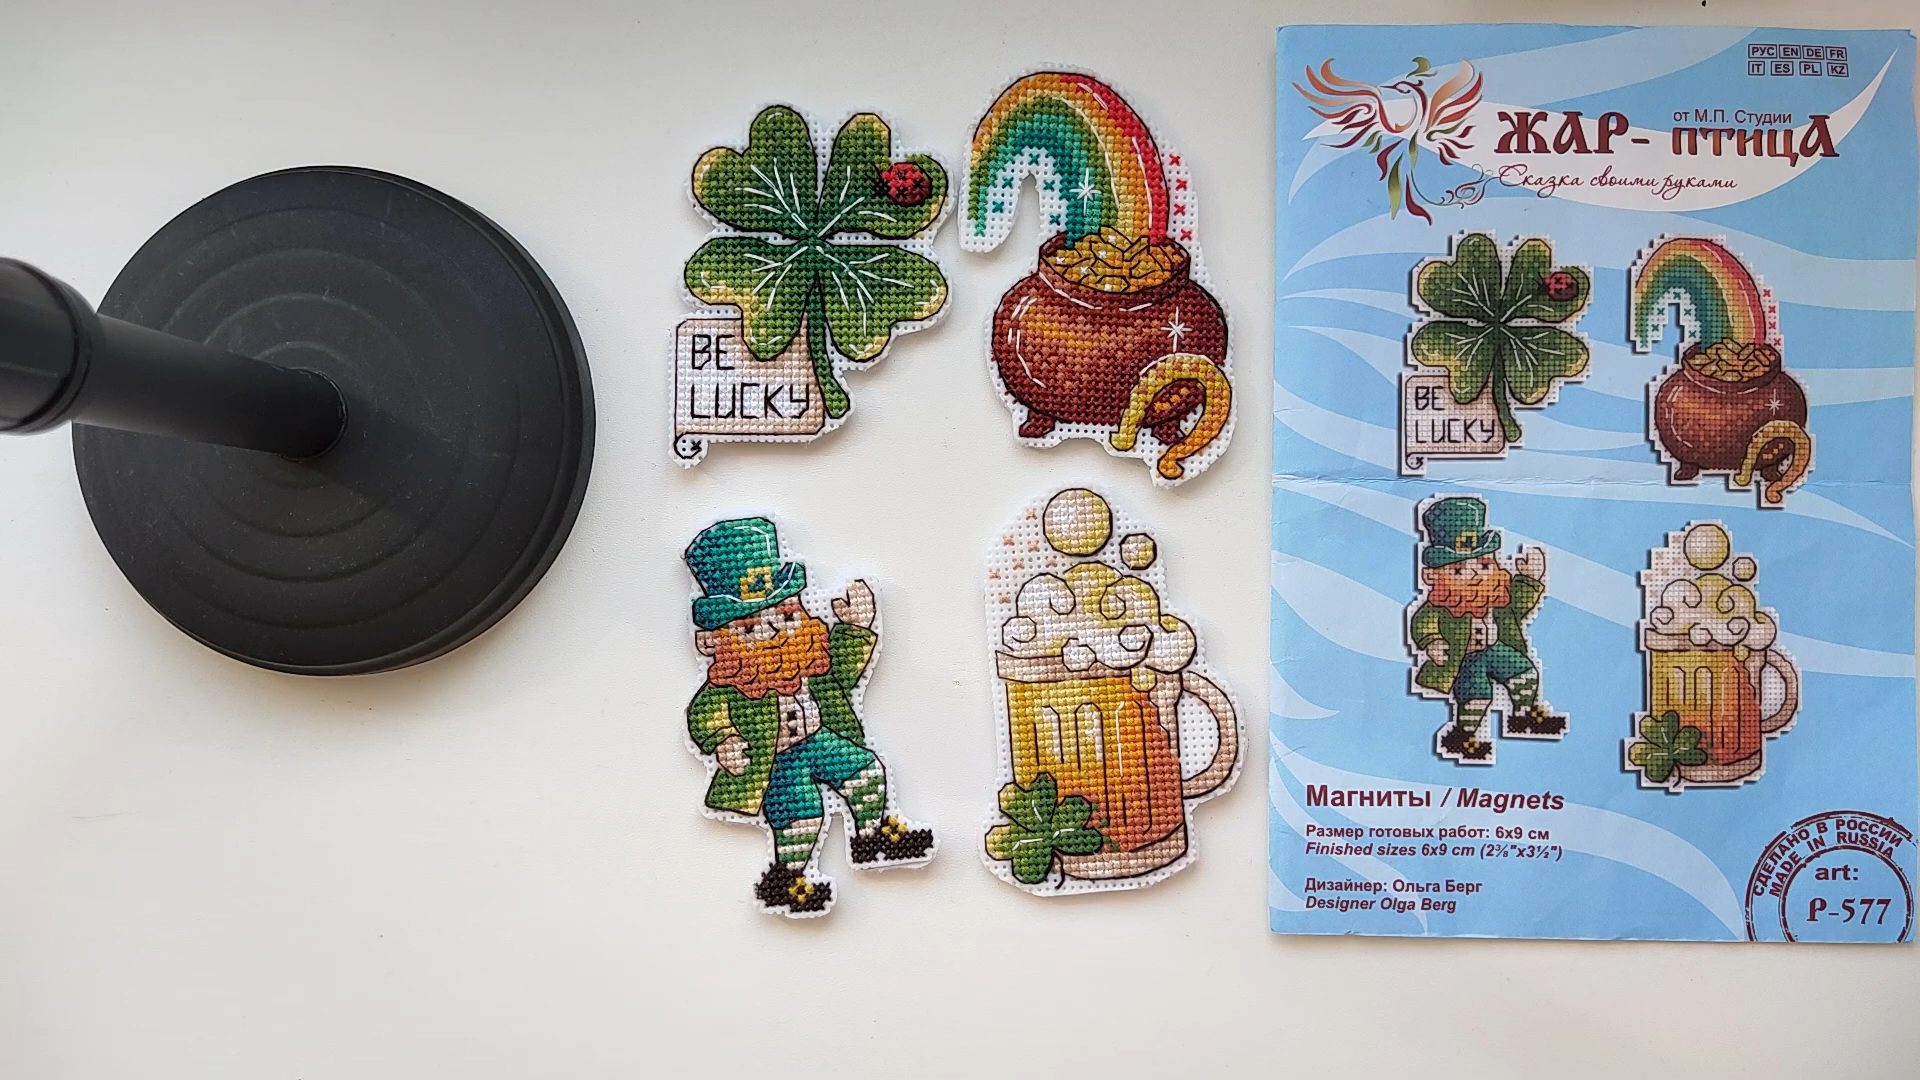 BE
LUCKY
РУС EN DE FR
IT ES PL KZ
от М.П. Студии
ЖАР-ПТИЦА
Сказка своими руками
BE
LUCKY
Магниты / Magnets
Размер готовых работ: 6х9 см
Finished sizes 6x9 cm (2⅜"x3½")
Дизайнер: Ольга Берг
Designer Olga Berg
СДЕЛАНО В РОССИИ
MADE IN RUSSIA
art:
Р-577